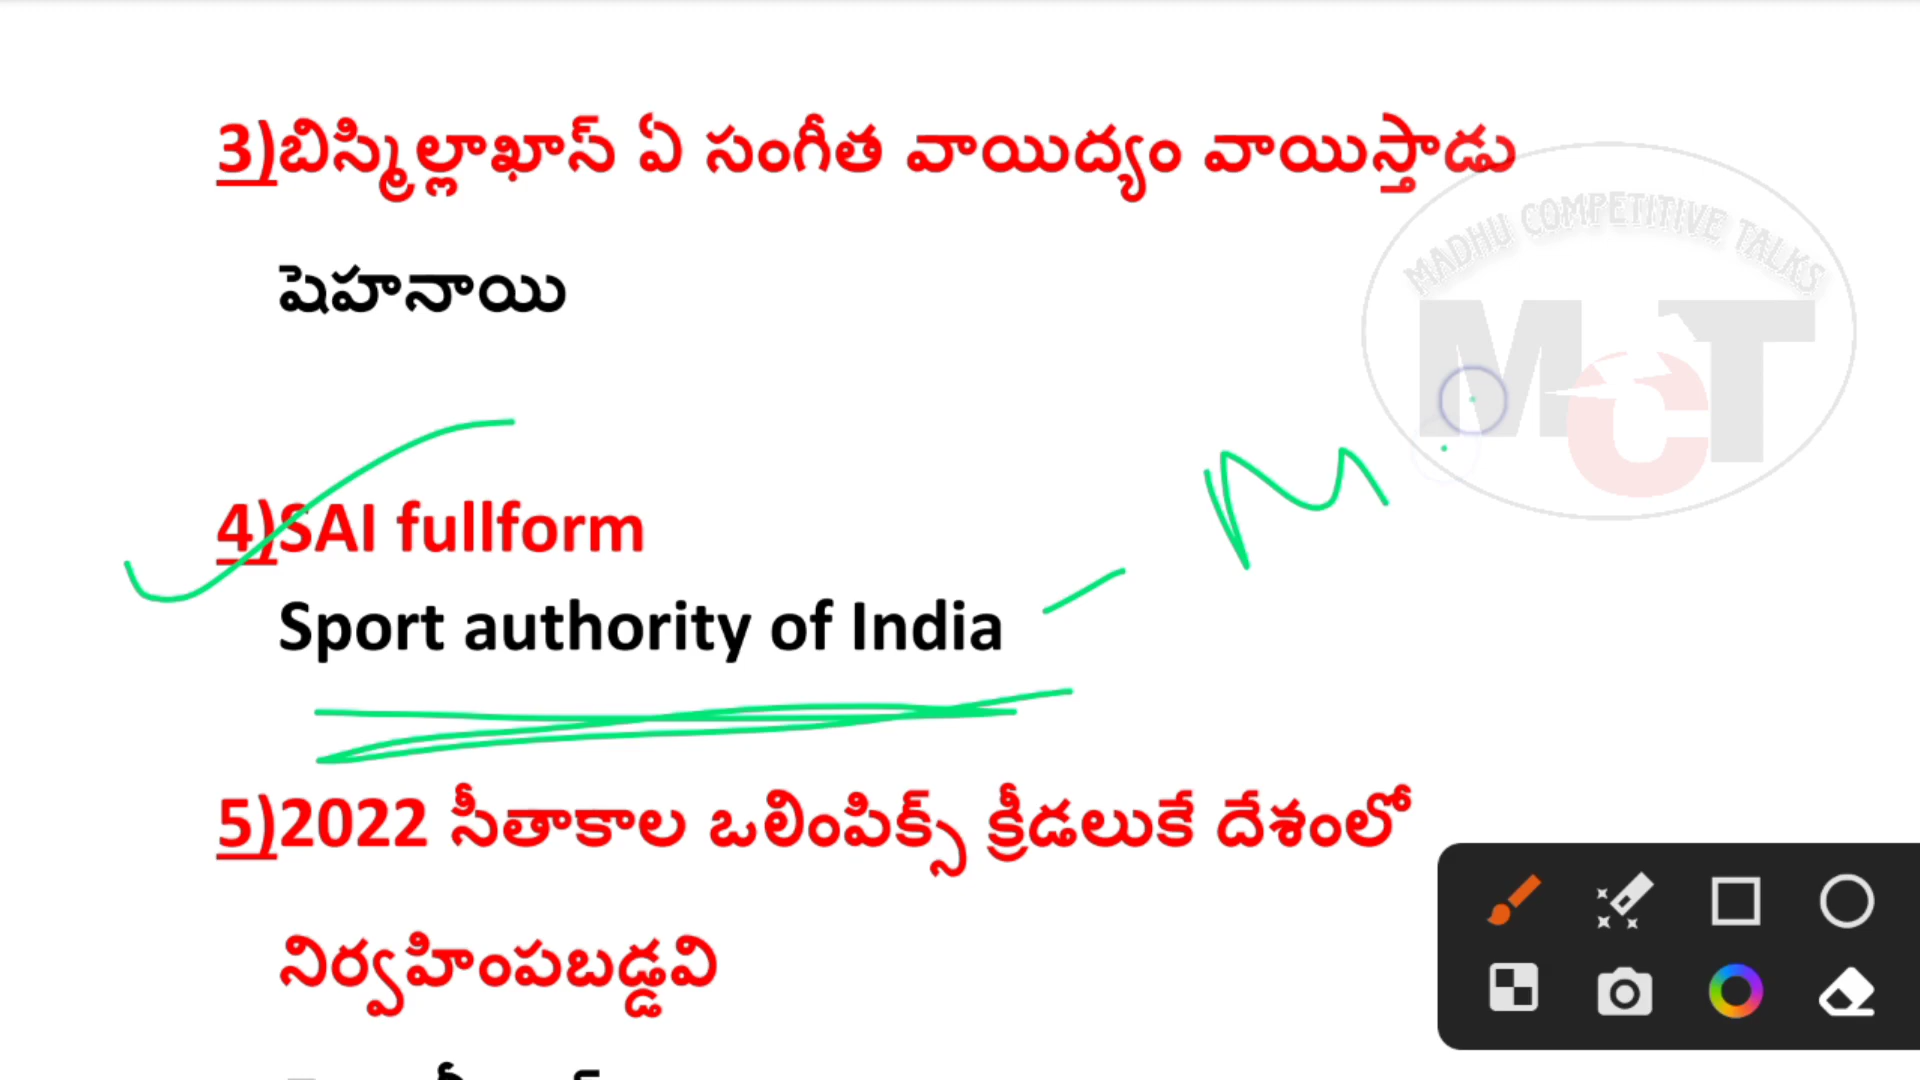 3)బిస్మిల్లాఖాన్ ఏ సంగీత వాయిద్యం వాయిస్తాడు
MADHU COMPETITIVE TALKS
షెహనాయి
MCT
4)SAI fullform
Sport authority of India
5)2022 సీతాకాల ఒలింపిక్స్ క్రీడలుకే దేశంలో
నిర్వహింపబడ్డవి